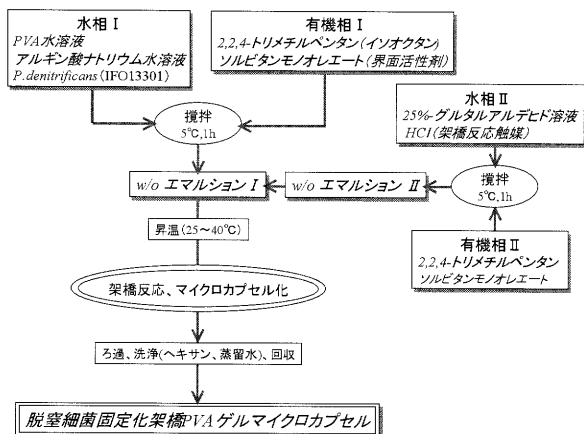 水相 I
PVA水溶液
アルギン酸ナトリウム水溶液
P.denitrificans (IFO13301)
有機相 I
2,2,4-トリメチルペンタン (イソオクタン)
ソルビタンモノオレエート (界面活性剤)
撹拌
5℃,1h
水相 II
25%-グルタルアルデヒド溶液
HCl (架橋反応触媒)
撹拌
5℃,1h
w/o エマルション I
w/o エマルション II
有機相 II
2,2,4-トリメチルペンタン
ソルビタンモノオレエート
昇温 (25～40℃)
架橋反応、マイクロカプセル化
ろ過、洗浄(ヘキサン、蒸留水)、回収
脱窒細菌固定化架橋PVAゲルマイクロカプセル